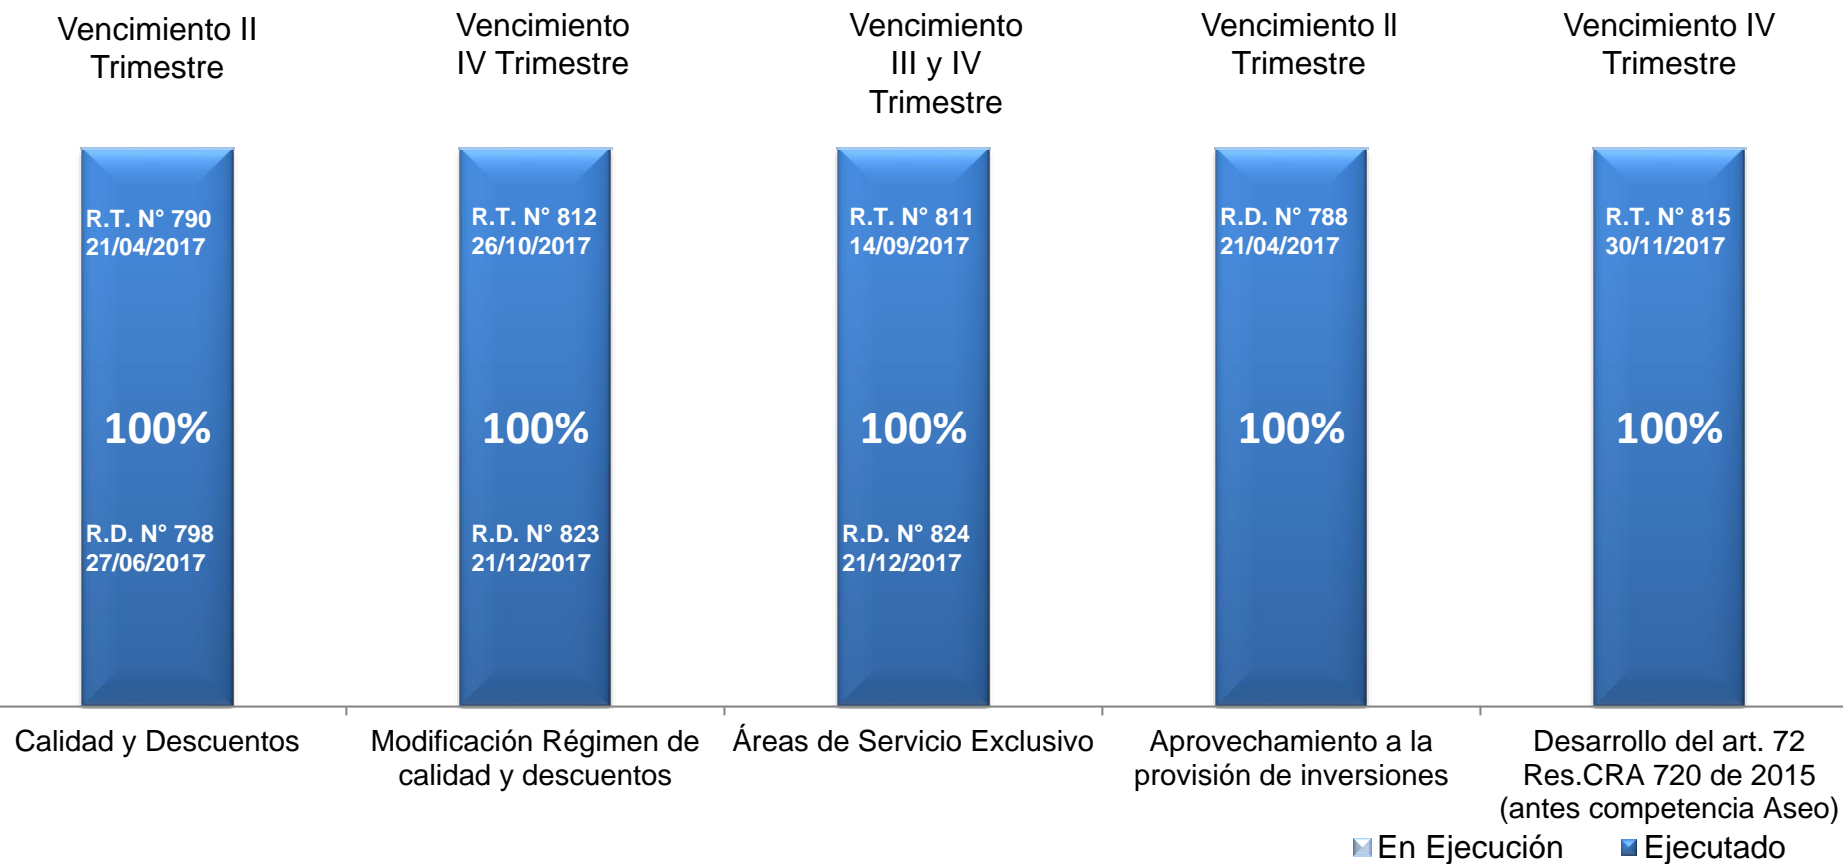 Vencimiento II
Trimestre
Vencimiento
IV Trimestre
Vencimiento
III y IV
Trimestre
Vencimiento II
Trimestre
Vencimiento IV
Trimestre
R.T. N° 790
21/04/2017
100%
R.D. N° 798
27/06/2017
R.T. N° 812
26/10/2017
100%
R.D. N° 823
21/12/2017
R.T. N° 811
14/09/2017
100%
R.D. N° 824
21/12/2017
R.D. N° 788
21/04/2017
100%
R.T. N° 815
30/11/2017
100%
Calidad y Descuentos
Modificación Régimen de
calidad y descuentos
Áreas de Servicio Exclusivo
Aprovechamiento a la
provisión de inversiones
Desarrollo del art. 72
Res.CRA 720 de 2015
(antes competencia Aseo)
En Ejecución
Ejecutado